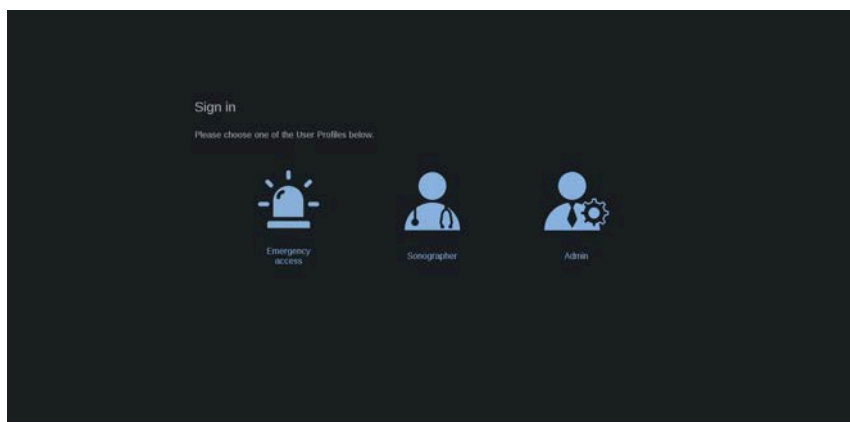 Sign in
Please choose one of the User Profiles below.
Emergency
access
Sonographer
Admin